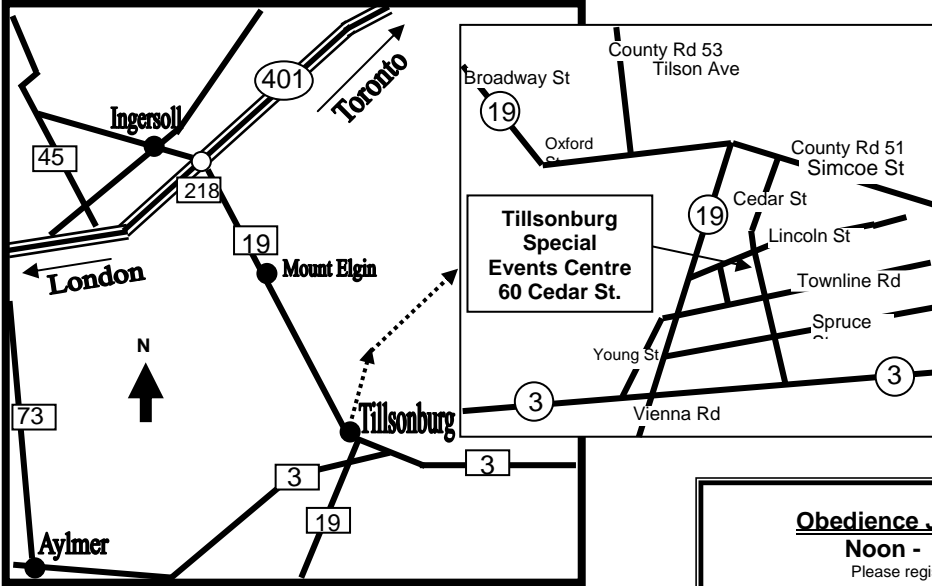 401
Toronto
Ingersoll
45
218
19
Mount Elgin
London
N
73
Tillsonburg
3
3
19
Aylmer
County Rd 53
Tilson Ave
Broadway St
19
Oxford
County Rd 51
Simcoe St
Cedar St
19
Lincoln St
Tillsonburg
Special
Events Centre
60 Cedar St.
Townline Rd
Spruce
Young St
3
3
Vienna Rd
Obedience
Noon -
Please